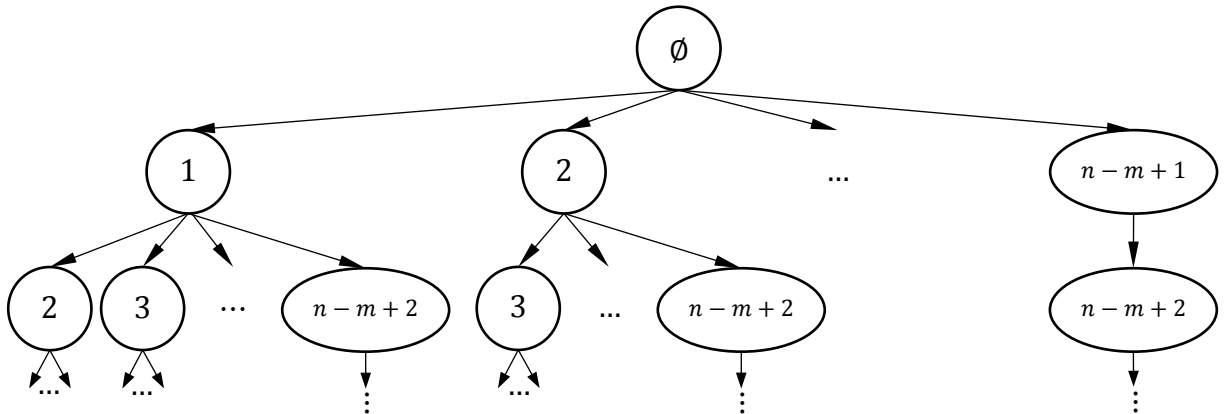 ∅
1 2 ... n − m + 1
2 3 ... n − m + 2 3 ... n − m + 2 n − m + 2
... ... ⋮ ... ⋮ ⋮